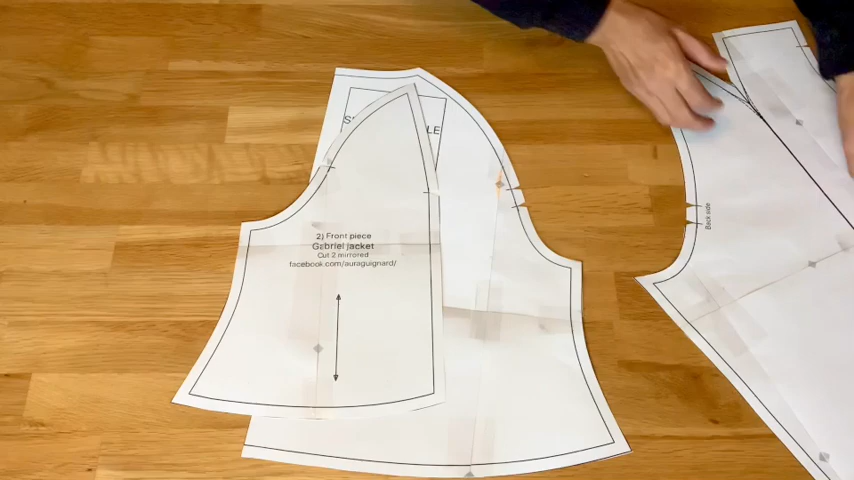 2) Front piece
Gabriel jacket
Cut 2 mirrored
facebook.com/auraguignard/
Back side